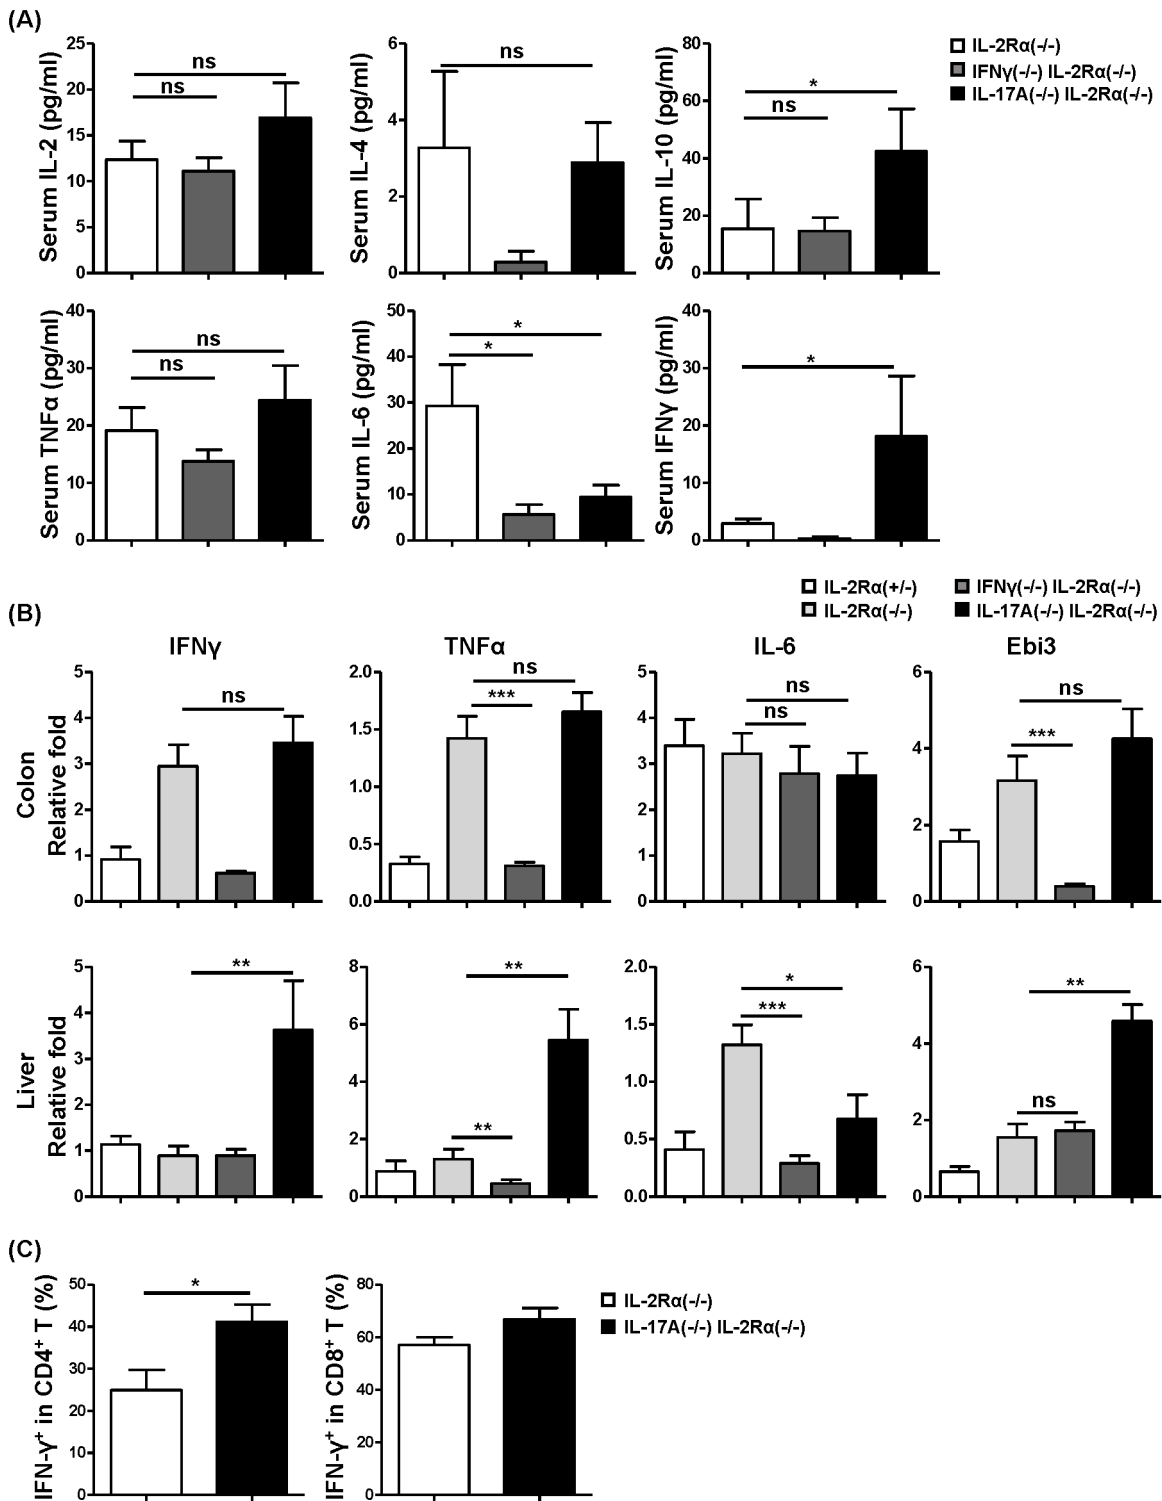 (A)
IL-2Rα(-/-)
IFNγ(-/-) IL-2Rα(-/-)
IL-17A(-/-) IL-2Rα(-/-)
Serum IL-2 (pg/ml)
25
20
15
10
5
0
ns
ns
Serum IL-4 (pg/ml)
6
4
2
0
ns
Serum IL-10 (pg/ml)
80
60
40
20
0
*
ns
Serum TNFα (pg/ml)
40
30
20
10
0
ns
ns
Serum IL-6 (pg/ml)
50
40
30
20
10
0
*
*
Serum IFNγ (pg/ml)
40
30
20
10
0
*
(B)
IL-2Rα(+/-)
IFNγ(-/-) IL-2Rα(-/-)
IL-2Rα(-/-)
IL-17A(-/-) IL-2Rα(-/-)
Colon
Relative fold
IFNγ
5
4
3
2
1
0
ns
TNFα
2.0
1.5
1.0
0.5
0.0
ns
***
IL-6
5
4
3
2
1
0
ns
ns
Ebi3
6
4
2
0
ns
***
Liver
Relative fold
5
4
3
2
1
0
**
8
6
4
2
0
**
**
2.0
1.5
1.0
0.5
0.0
*
***
6
4
2
0
**
ns
(C)
IFN-γ⁺ in CD4⁺ T (%)
50
40
30
20
10
0
*
IFN-γ⁺ in CD8⁺ T (%)
80
60
40
20
0
IL-2Rα(-/-)
IL-17A(-/-) IL-2Rα(-/-)